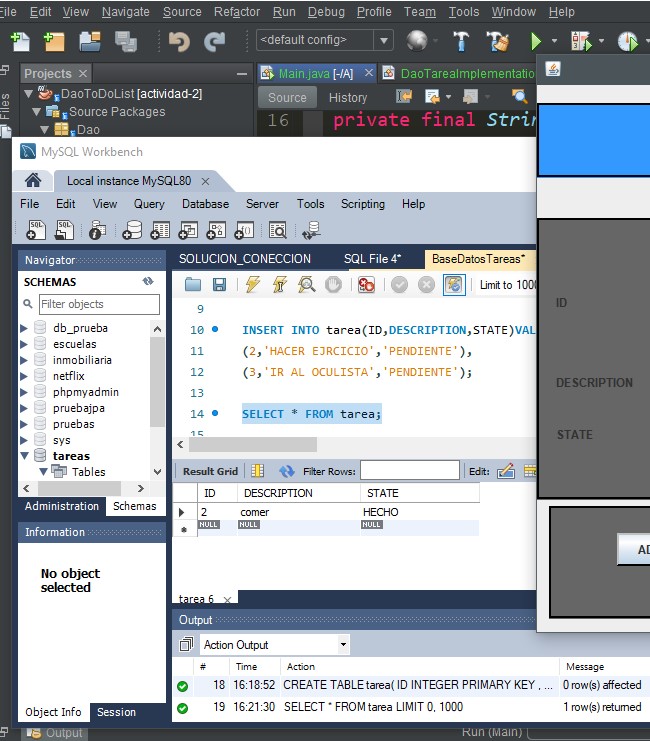 File Edit View Navigate Source Refactor Run Debug Profile Team Tools Window Help
<default config>
Projects
Main.java [-/A]
DaoTareaImplementation
Files
DaoToDoList [actividad-2]
Source
History
Source Packages
Dao
16 private final Strin
MySQL Workbench
Local instance MySQL80
File Edit View Query Database Server Tools Scripting Help
Navigator
SOLUCION_CONECCION
SQL File 4*
BaseDatosTareas*
SCHEMAS
Limit to 1000
Filter objects
9
db_prueba
escuelas
inmobiliaria
netflix
phpmyadmin
pruebajpa
pruebas
sys
tareas
Tables
10 INSERT INTO tarea(ID,DESCRIPTION,STATE)VAL
11 (2,'HACER EJRCICIO','PENDIENTE'),
12 (3,'IR AL OCULISTA','PENDIENTE');
13
14 SELECT * FROM tarea;
15
ID
DESCRIPTION
STATE
AD
Result Grid
Filter Rows:
Edit:
Administration Schemas
ID DESCRIPTION STATE
2 comer HECHO
NULL NULL NULL
Information
No object
selected
tarea 6
Output
Action Output
# Time Action Message
18 16:18:52 CREATE TABLE tarea( ID INTEGER PRIMARY KEY , ... 0 row(s) affected
19 16:21:30 SELECT * FROM tarea LIMIT 0, 1000 1 row(s) returned
Object Info Session
Output
Run (Main)